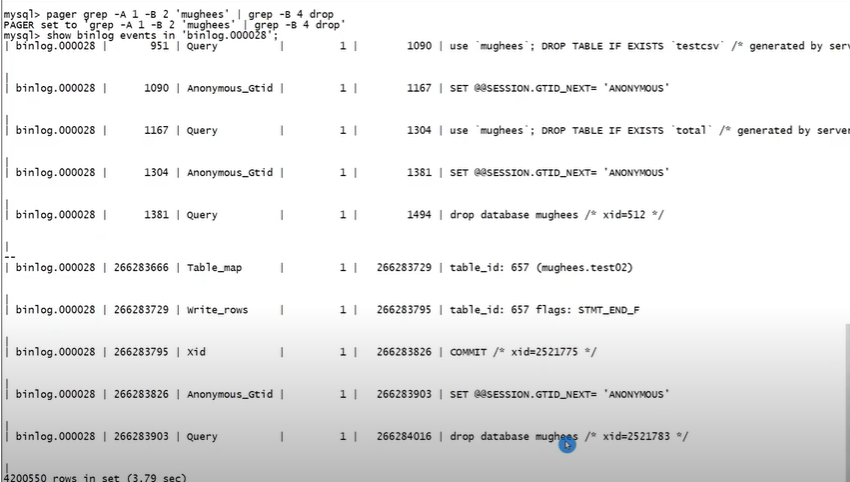 mysql> pager grep -A 1 -B 2 'mughees' | grep -B 4 drop
PAGER set to 'grep -A 1 -B 2 'mughees' | grep -B 4 drop'
mysql> show binlog events in 'binlog.000028';
| binlog.000028 | 951 | Query | 1 | 1090 | use `mughees`; DROP TABLE IF EXISTS `testcsv` /* generated by serv
|
| binlog.000028 | 1090 | Anonymous_Gtid | 1 | 1167 | SET @@SESSION.GTID_NEXT= 'ANONYMOUS'
|
| binlog.000028 | 1167 | Query | 1 | 1304 | use `mughees`; DROP TABLE IF EXISTS `total` /* generated by server
|
| binlog.000028 | 1304 | Anonymous_Gtid | 1 | 1381 | SET @@SESSION.GTID_NEXT= 'ANONYMOUS'
|
| binlog.000028 | 1381 | Query | 1 | 1494 | drop database mughees /* xid=512 */
|
--
| binlog.000028 | 266283666 | Table_map | 1 | 266283729 | table_id: 657 (mughees.test02)
|
| binlog.000028 | 266283729 | Write_rows | 1 | 266283795 | table_id: 657 flags: STMT_END_F
|
| binlog.000028 | 266283795 | Xid | 1 | 266283826 | COMMIT /* xid=2521775 */
|
| binlog.000028 | 266283826 | Anonymous_Gtid | 1 | 266283903 | SET @@SESSION.GTID_NEXT= 'ANONYMOUS'
|
| binlog.000028 | 266283903 | Query | 1 | 266284016 | drop database mughees /* xid=2521783 */
|
4200550 rows in set (3.79 sec)